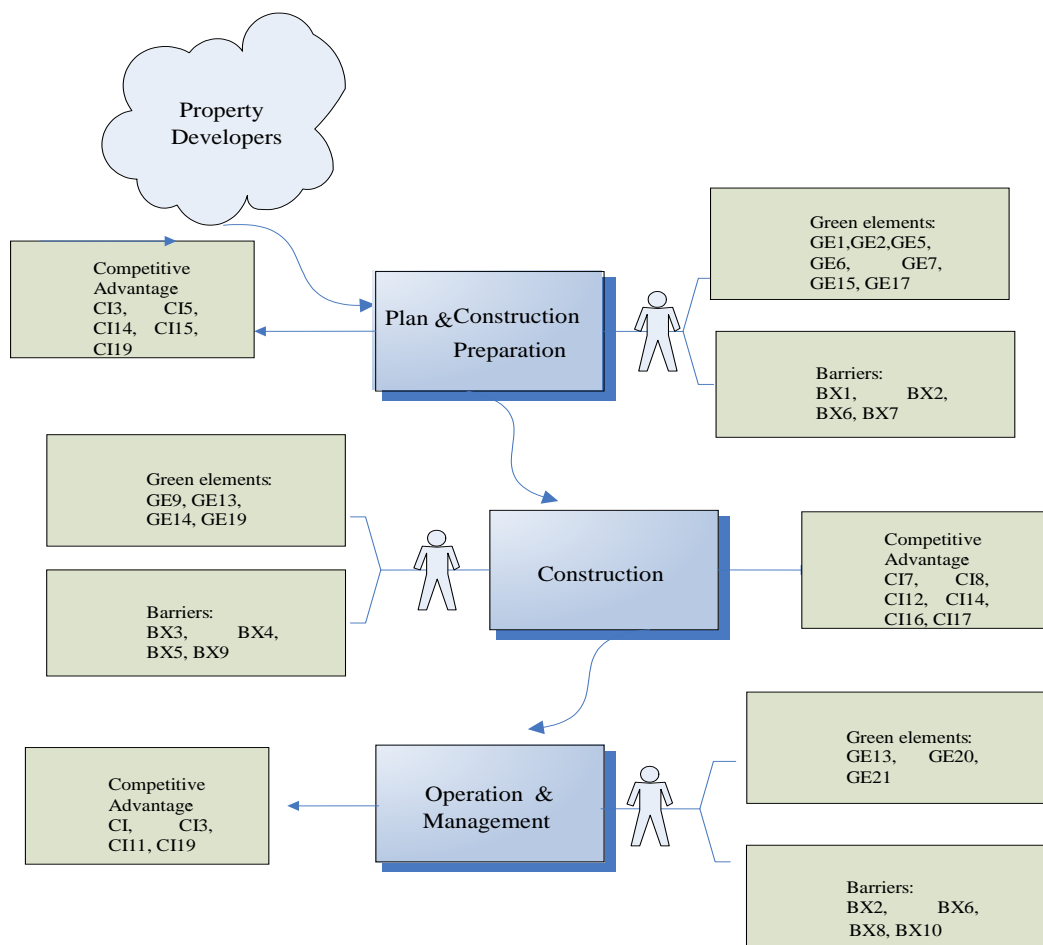 Property
Developers
Green elements:
GE1,GE2,GE5,
GE6, GE7,
GE15, GE17
Competitive
Advantage
CI3, CI5,
CI14, CI15,
CI19
Plan & Construction
Preparation
Barriers:
BX1, BX2,
BX6, BX7
Green elements:
GE9, GE13,
GE14, GE19
Construction
Competitive
Advantage
CI7, CI8,
CI12, CI14,
CI16, CI17
Barriers:
BX3, BX4,
BX5, BX9
Green elements:
GE13, GE20,
GE21
Competitive
Advantage
CI, CI3,
CI11, CI19
Operation &
Management
Barriers:
BX2, BX6,
BX8, BX10